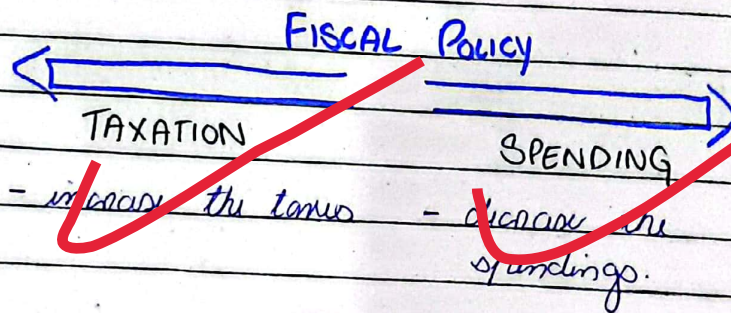 FISCAL POLICY
TAXATION
SPENDING
- increase the taxes
- decrease the
spendings.